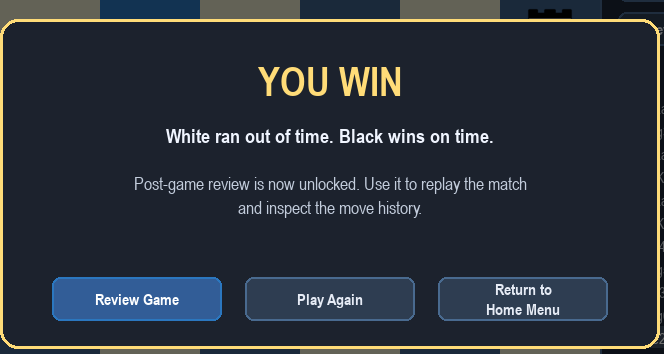 YOU WIN
White ran out of time. Black wins on time.
Post-game review is now unlocked. Use it to replay the match
and inspect the move history.
Review Game
Play Again
Return to
Home Menu